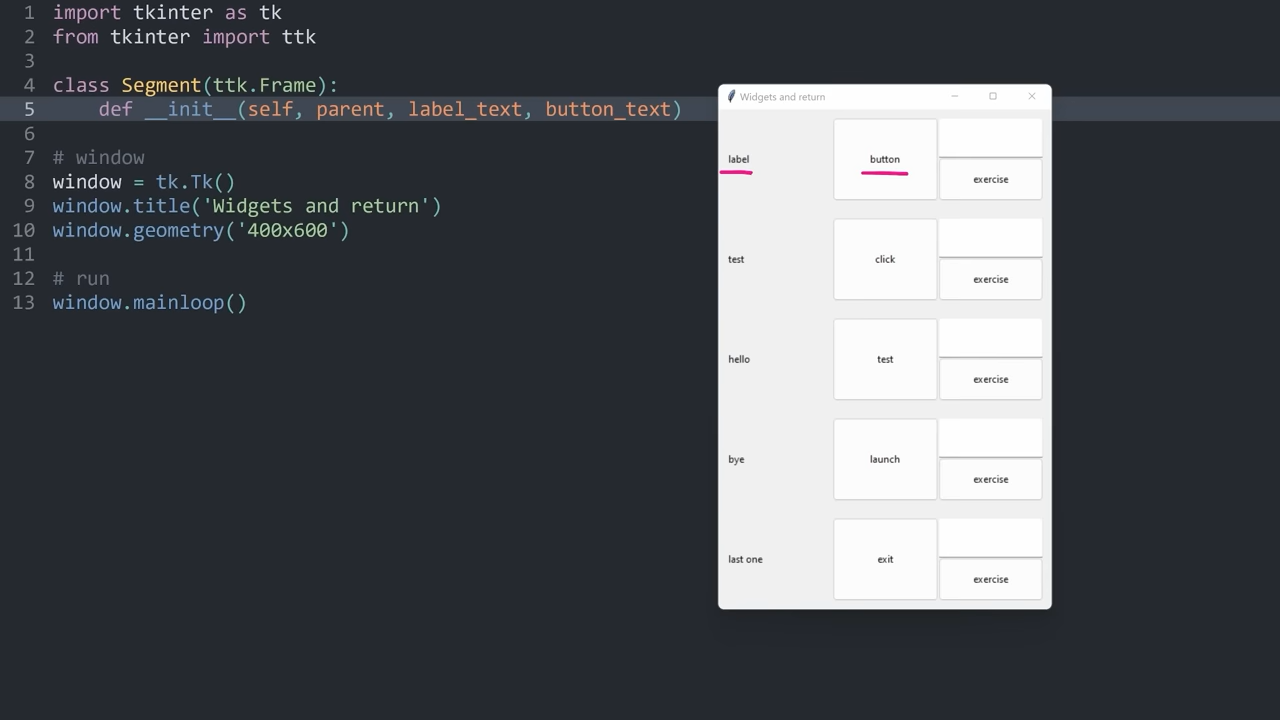 1 import tkinter as tk
2 from tkinter import ttk
3
4 class Segment(ttk.Frame):
5     def __init__(self, parent, label_text, button_text)
6
7 # window
8 window = tk.Tk()
9 window.title('Widgets and return')
10 window.geometry('400x600')
11
12 # run
13 window.mainloop()
Widgets and return
label button
exercise
test click
exercise
hello test
exercise
bye launch
exercise
last one exit
exercise